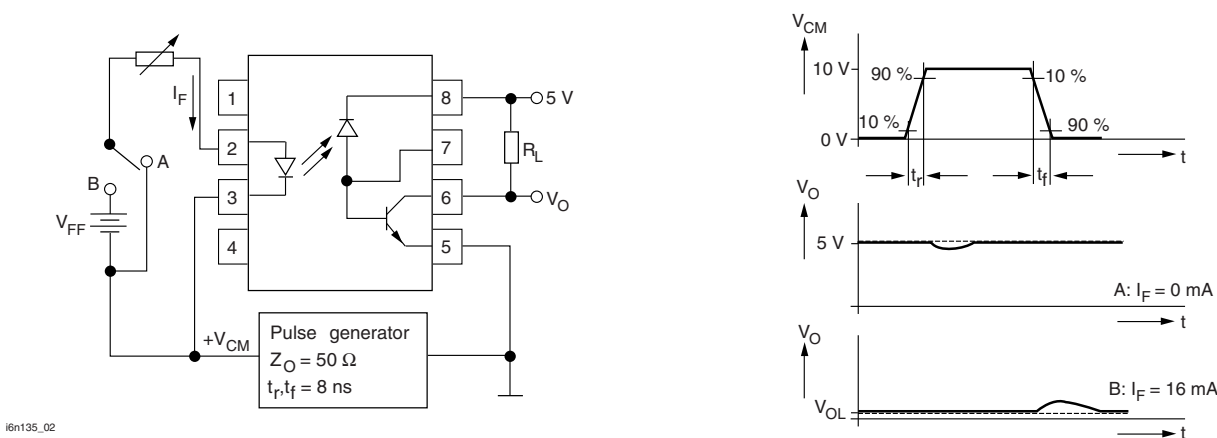 I_F
A
B
V_FF
1
2
3
4
8
7
6
5
5 V
R_L
V_O
+V_CM
Pulse generator
Z_O = 50 Ω
t_r,t_f = 8 ns
i6n135_02
V_CM
10 V
90 %
10 %
10 %
90 %
0 V
t
t_r
t_f
V_O
5 V
A: I_F = 0 mA
t
V_O
B: I_F = 16 mA
V_OL
t